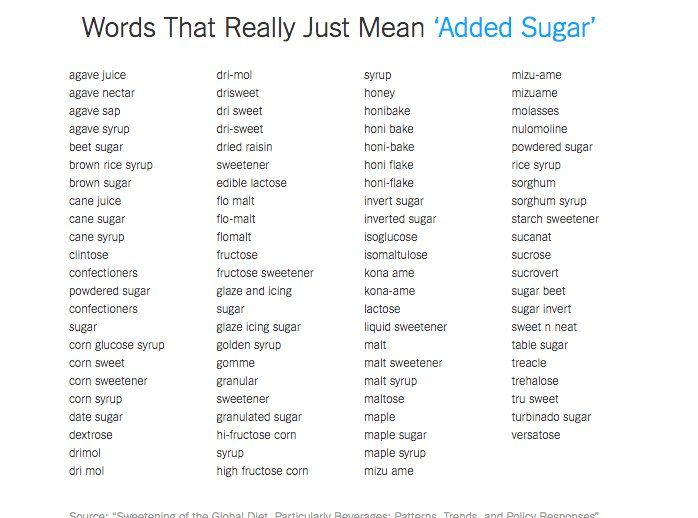 Words That Really Just Mean ‘Added Sugar’
agave juice
agave nectar
agave sap
agave syrup
beet sugar
brown rice syrup
brown sugar
cane juice
cane sugar
cane syrup
clintose
confectioners
powdered sugar
confectioners
sugar
corn glucose syrup
corn sweet
corn sweetener
corn syrup
date sugar
dextrose
drimol
dri mol
dri-mol
drisweet
dri sweet
dri-sweet
dried raisin
sweetener
edible lactose
flo malt
flo-malt
flomalt
fructose
fructose sweetener
glaze and icing
sugar
glaze icing sugar
golden syrup
gomme
granular
sweetener
granulated sugar
hi-fructose corn
syrup
high fructose corn
syrup
honey
honibake
honi bake
honi-bake
honi flake
honi-flake
invert sugar
inverted sugar
isoglucose
isomaltulose
kona ame
kona-ame
lactose
liquid sweetener
malt
malt sweetener
malt syrup
maltose
maple
maple sugar
maple syrup
mizu ame
mizu-ame
mizuame
molasses
nulomoline
powdered sugar
rice syrup
sorghum
sorghum syrup
starch sweetener
sucanat
sucrose
sucrovert
sugar beet
sugar invert
sweet n neat
table sugar
treacle
trehalose
tru sweet
turbinado sugar
versatose
Source: “Sweetening of the Global Diet, Particularly Beverages: Patterns, Trends, and Policy Responses”